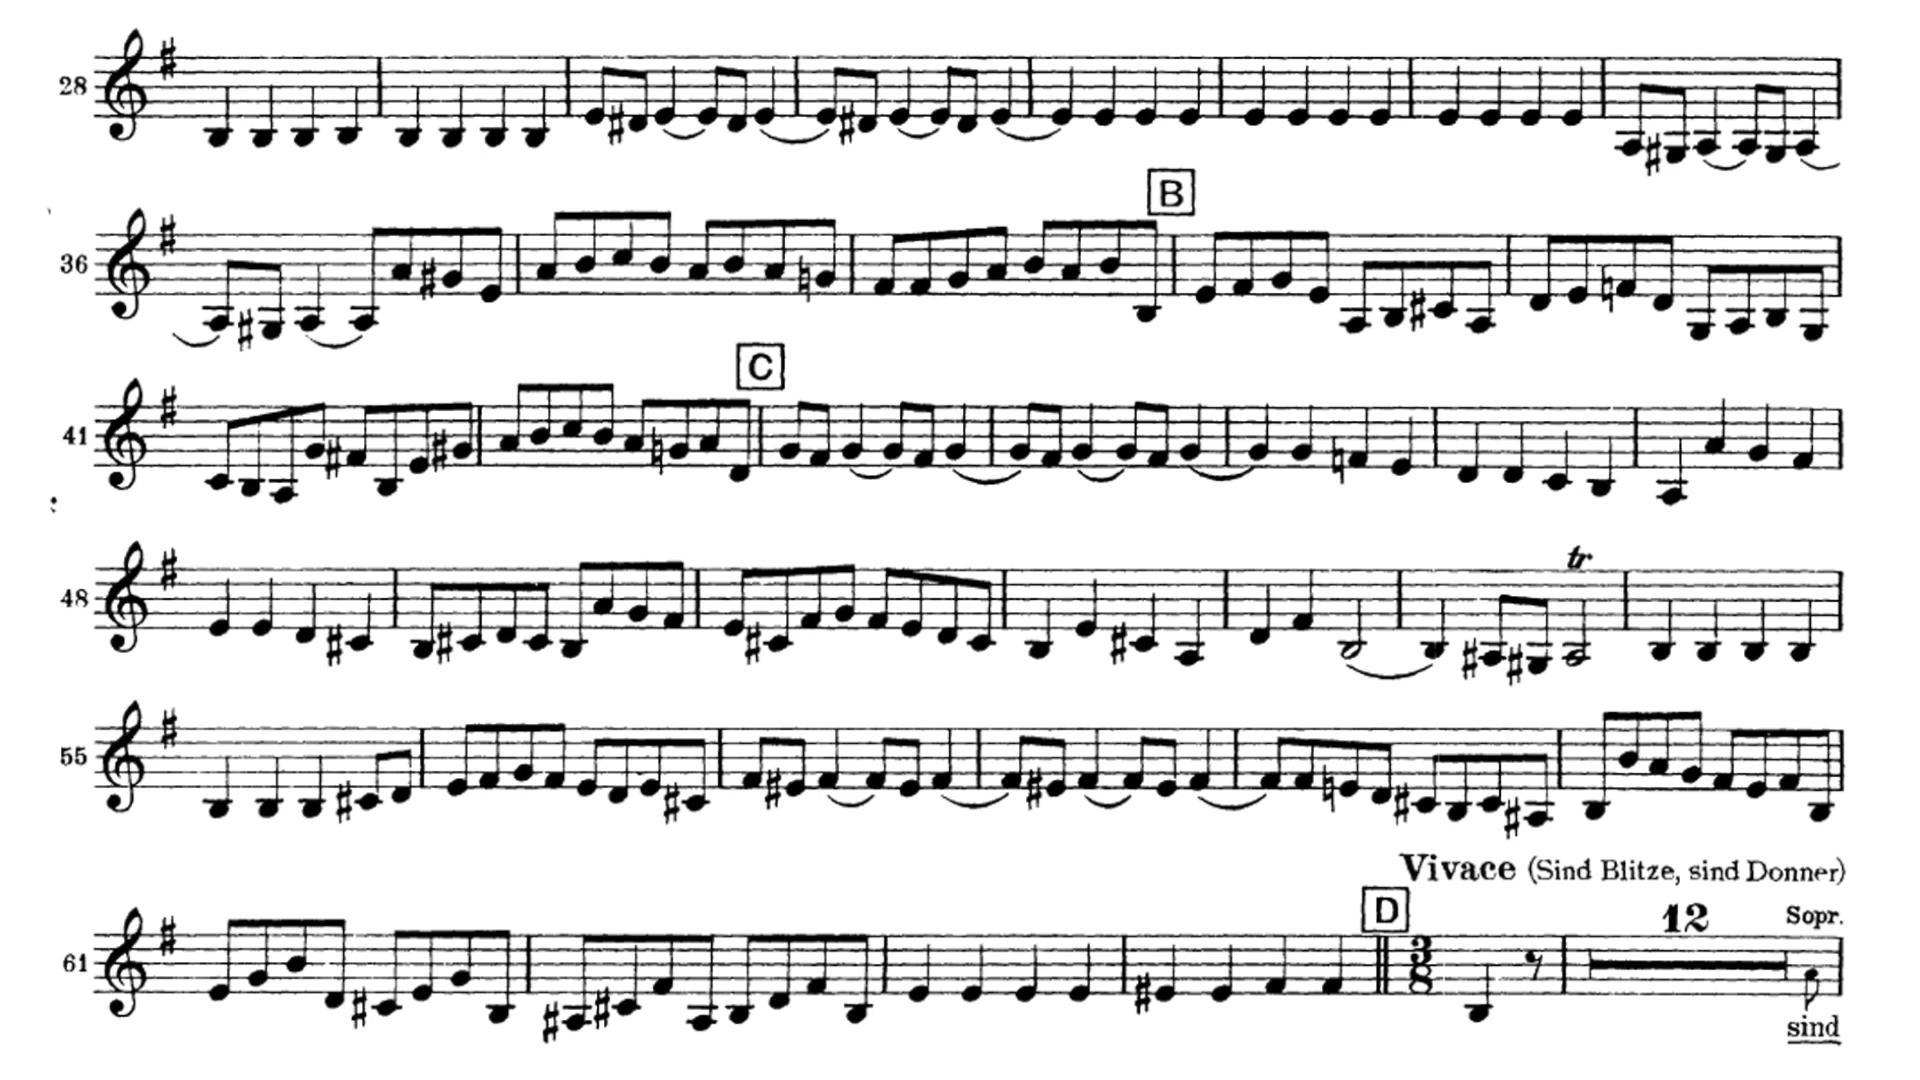 28
B
36
C
41
48
tr
55
Vivace (Sind Blitze, sind Donner)
D
12 Sopr.
61
3
8
sind